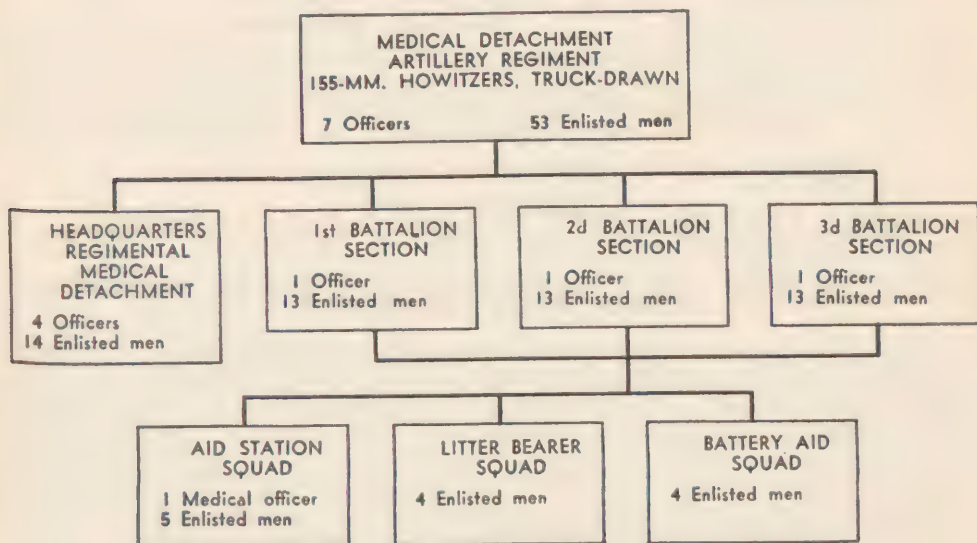 MEDICAL DETACHMENT
ARTILLERY REGIMENT
155-MM. HOWITZERS, TRUCK-DRAWN
7 Officers 53 Enlisted men
HEADQUARTERS
REGIMENTAL
MEDICAL
DETACHMENT
4 Officers
14 Enlisted men
1st BATTALION
SECTION
1 Officer
13 Enlisted men
2d BATTALION
SECTION
1 Officer
13 Enlisted men
3d BATTALION
SECTION
1 Officer
13 Enlisted men
AID STATION
SQUAD
1 Medical officer
5 Enlisted men
LITTER BEARER
SQUAD
4 Enlisted men
BATTERY AID
SQUAD
4 Enlisted men